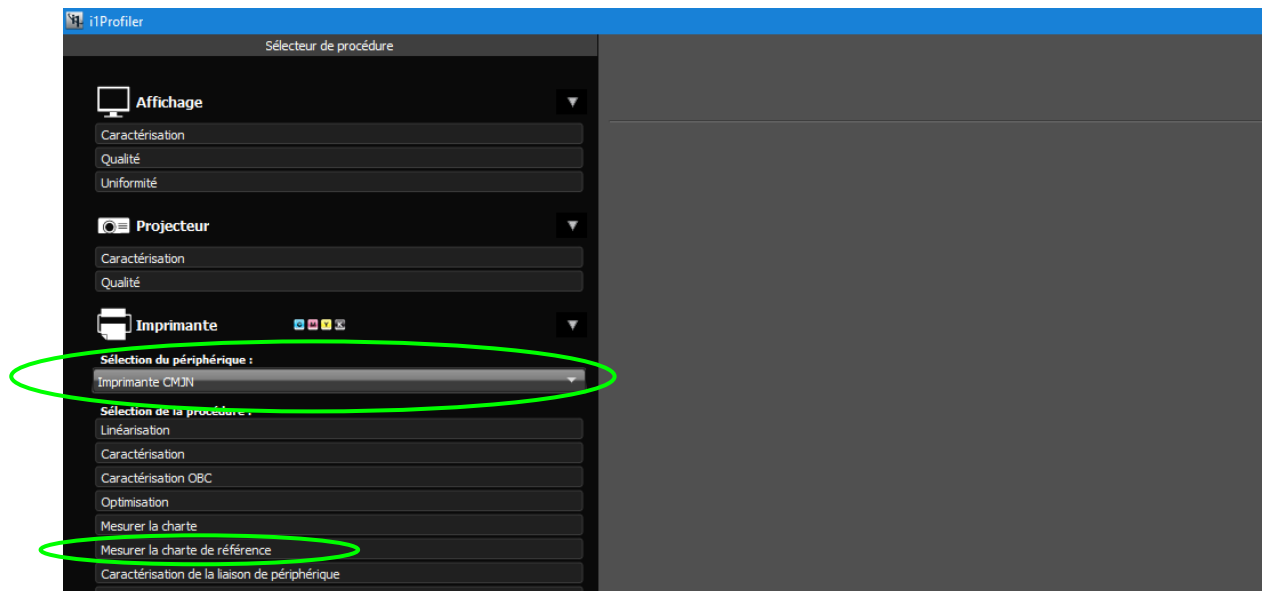 i1Profiler
Sélecteur de procédure
Affichage
Caractérisation
Qualité
Uniformité
Projecteur
Caractérisation
Qualité
Imprimante C M Y K
Sélection du périphérique :
Imprimante CMJN
Sélection de la procédure :
Linéarisation
Caractérisation
Caractérisation OBC
Optimisation
Mesurer la charte
Mesurer la charte de référence
Caractérisation de la liaison de périphérique